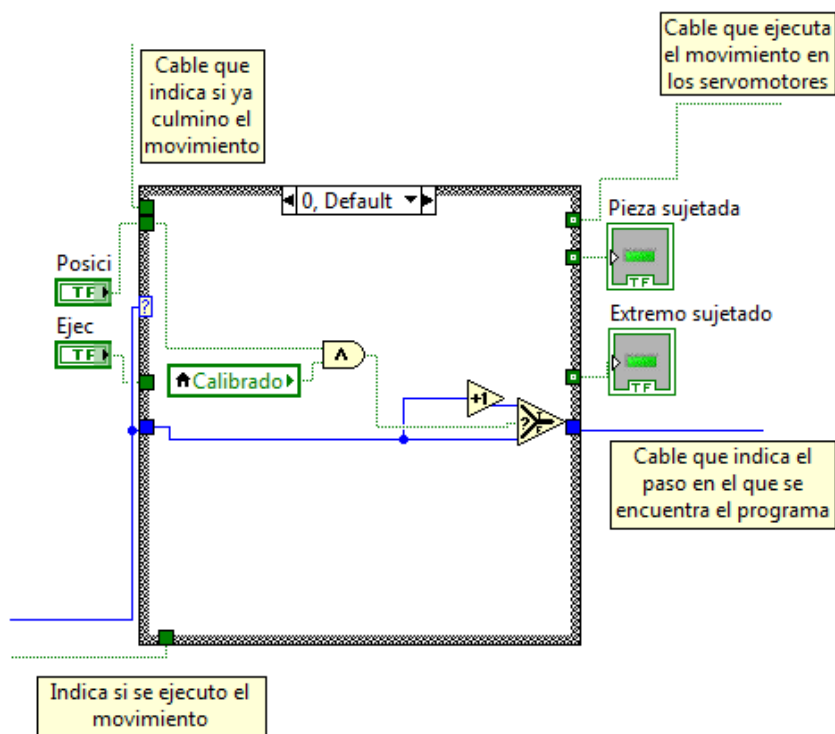 Cable que
indica si ya
culmino el
movimiento
Cable que ejecuta
el movimiento en
los servomotores
0, Default
Pieza sujetada
TF
Posici
TF
?
Extremo sujetado
TF
Ejec
TF
Calibrado
∧
+1
?
T
F
Cable que indica el
paso en el que se
encuentra el programa
Indica si se ejecuto el
movimiento